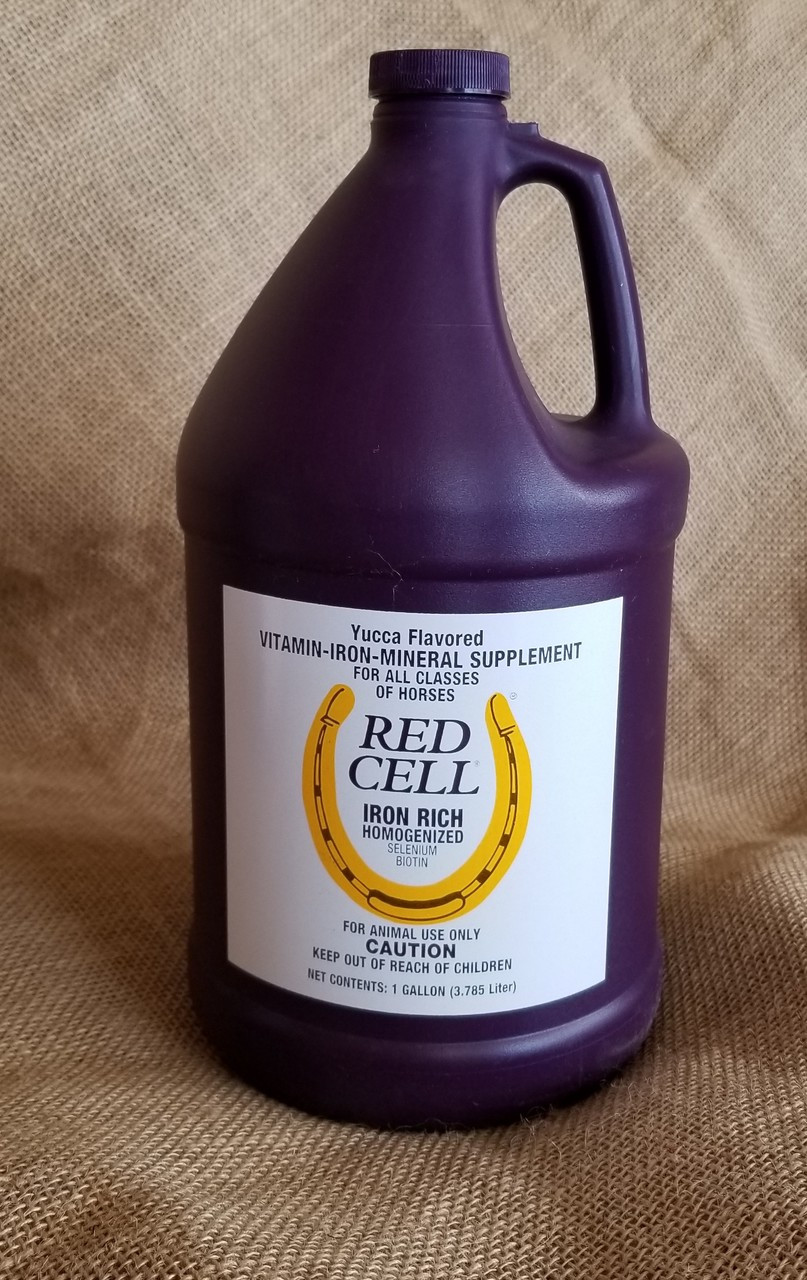 Yucca Flavored
VITAMIN-IRON-MINERAL SUPPLEMENT
FOR ALL CLASSES
OF HORSES
®
RED
CELL®
IRON RICH
HOMOGENIZED
SELENIUM
BIOTIN
FOR ANIMAL USE ONLY
CAUTION
KEEP OUT OF REACH OF CHILDREN
NET CONTENTS: 1 GALLON (3.785 Liter)